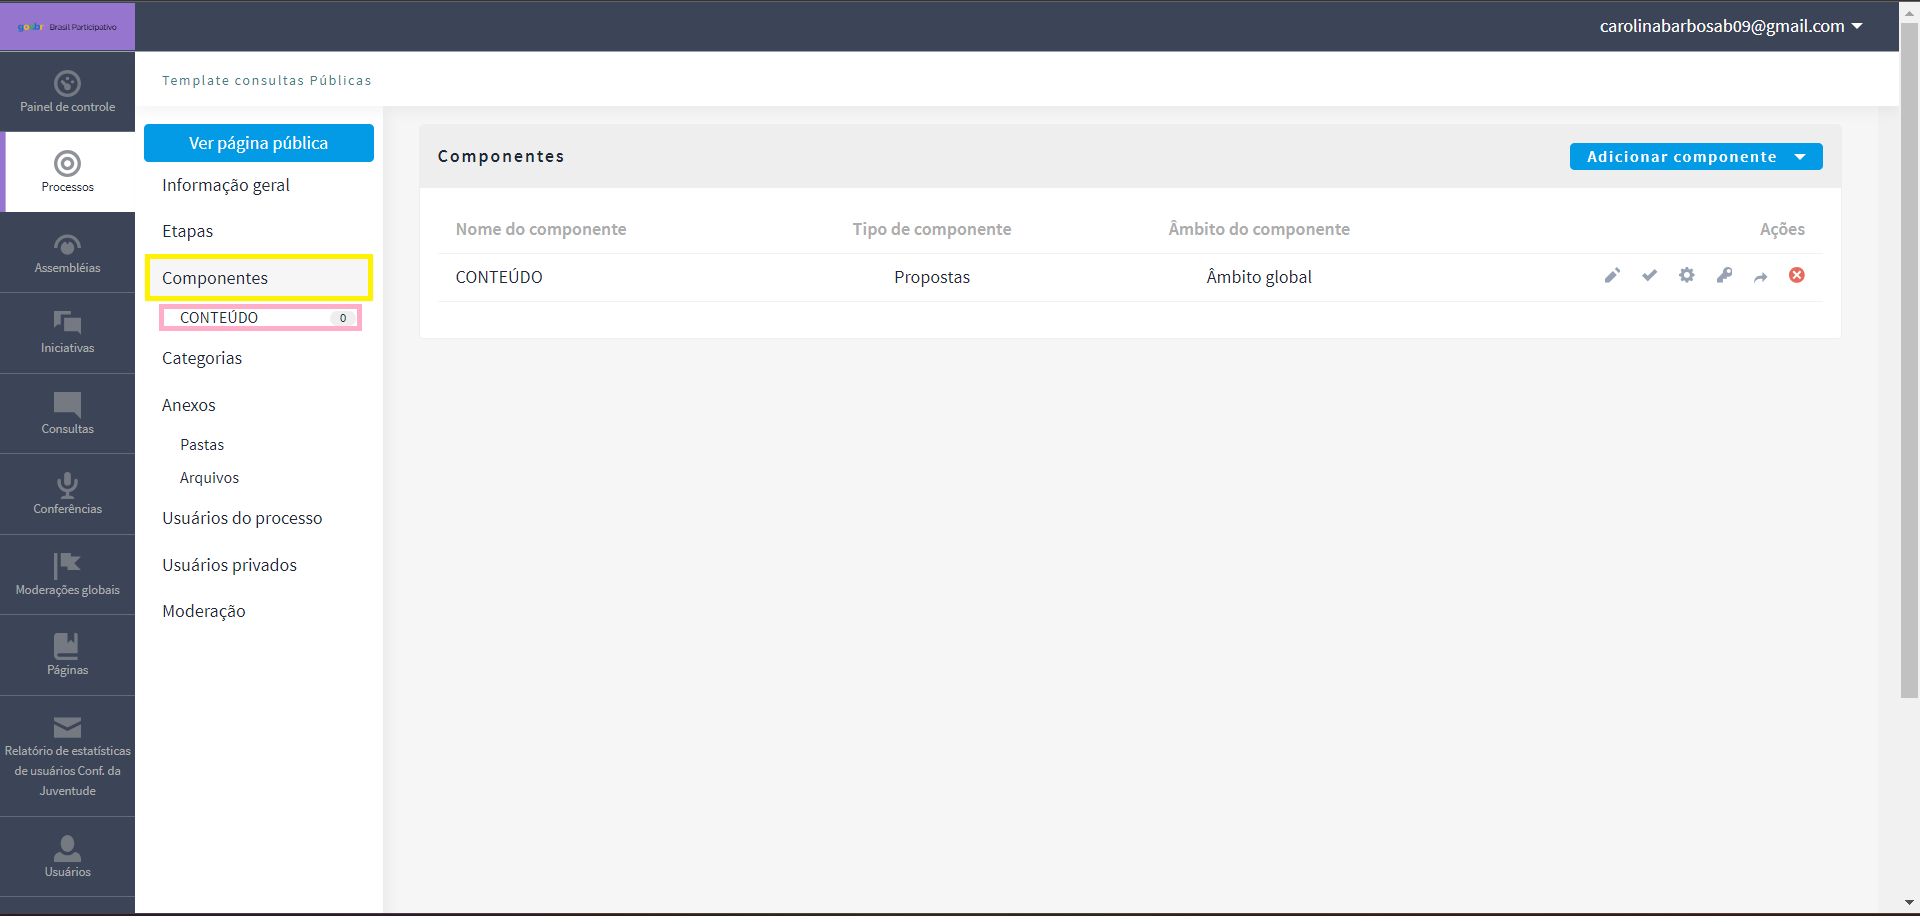 gov.br Brasil Participativo
carolinabarbosab09@gmail.com
Painel de controle
Processos
Assembléias
Iniciativas
Consultas
Conferências
Moderações globais
Páginas
Relatório de estatísticas
de usuários Conf. da
Juventude
Usuários
Template consultas Públicas
Ver página pública
Informação geral
Etapas
Componentes
CONTEÚDO 0
Categorias
Anexos
Pastas
Arquivos
Usuários do processo
Usuários privados
Moderação
Componentes
Adicionar componente
Nome do componente Tipo de componente Âmbito do componente Ações
CONTEÚDO Propostas Âmbito global